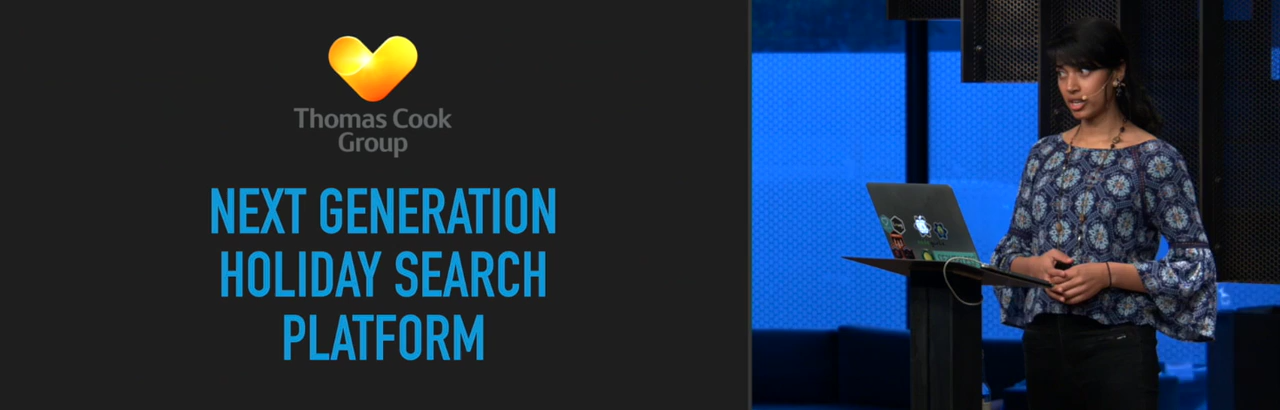 Thomas Cook
Group
NEXT GENERATION
HOLIDAY SEARCH
PLATFORM